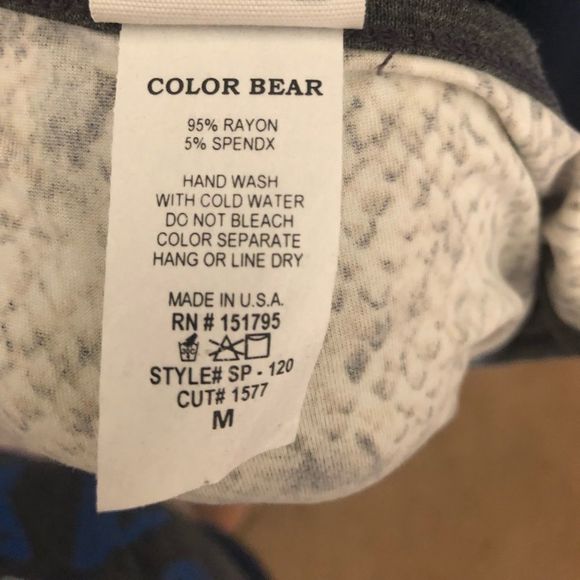 COLOR BEAR
95% RAYON
5% SPENDX
HAND WASH
WITH COLD WATER
DO NOT BLEACH
COLOR SEPARATE
HANG OR LINE DRY
MADE IN U.S.A.
RN # 151795
STYLE# SP - 120
CUT# 1577
M